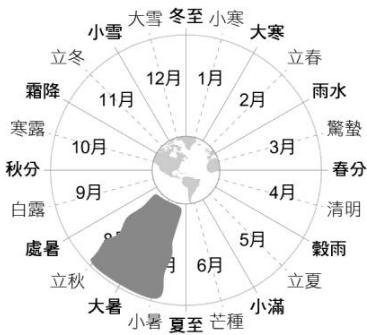 大雪 冬至 小寒
小雪 大寒
立冬 立春
12月 1月
霜降 11月 2月 雨水
寒露 驚蟄
10月 3月
秋分 春分
9月 4月
白露 清明
5月
處暑 6月 穀雨
立秋 立夏
大暑 小滿
小暑 夏至 芒種